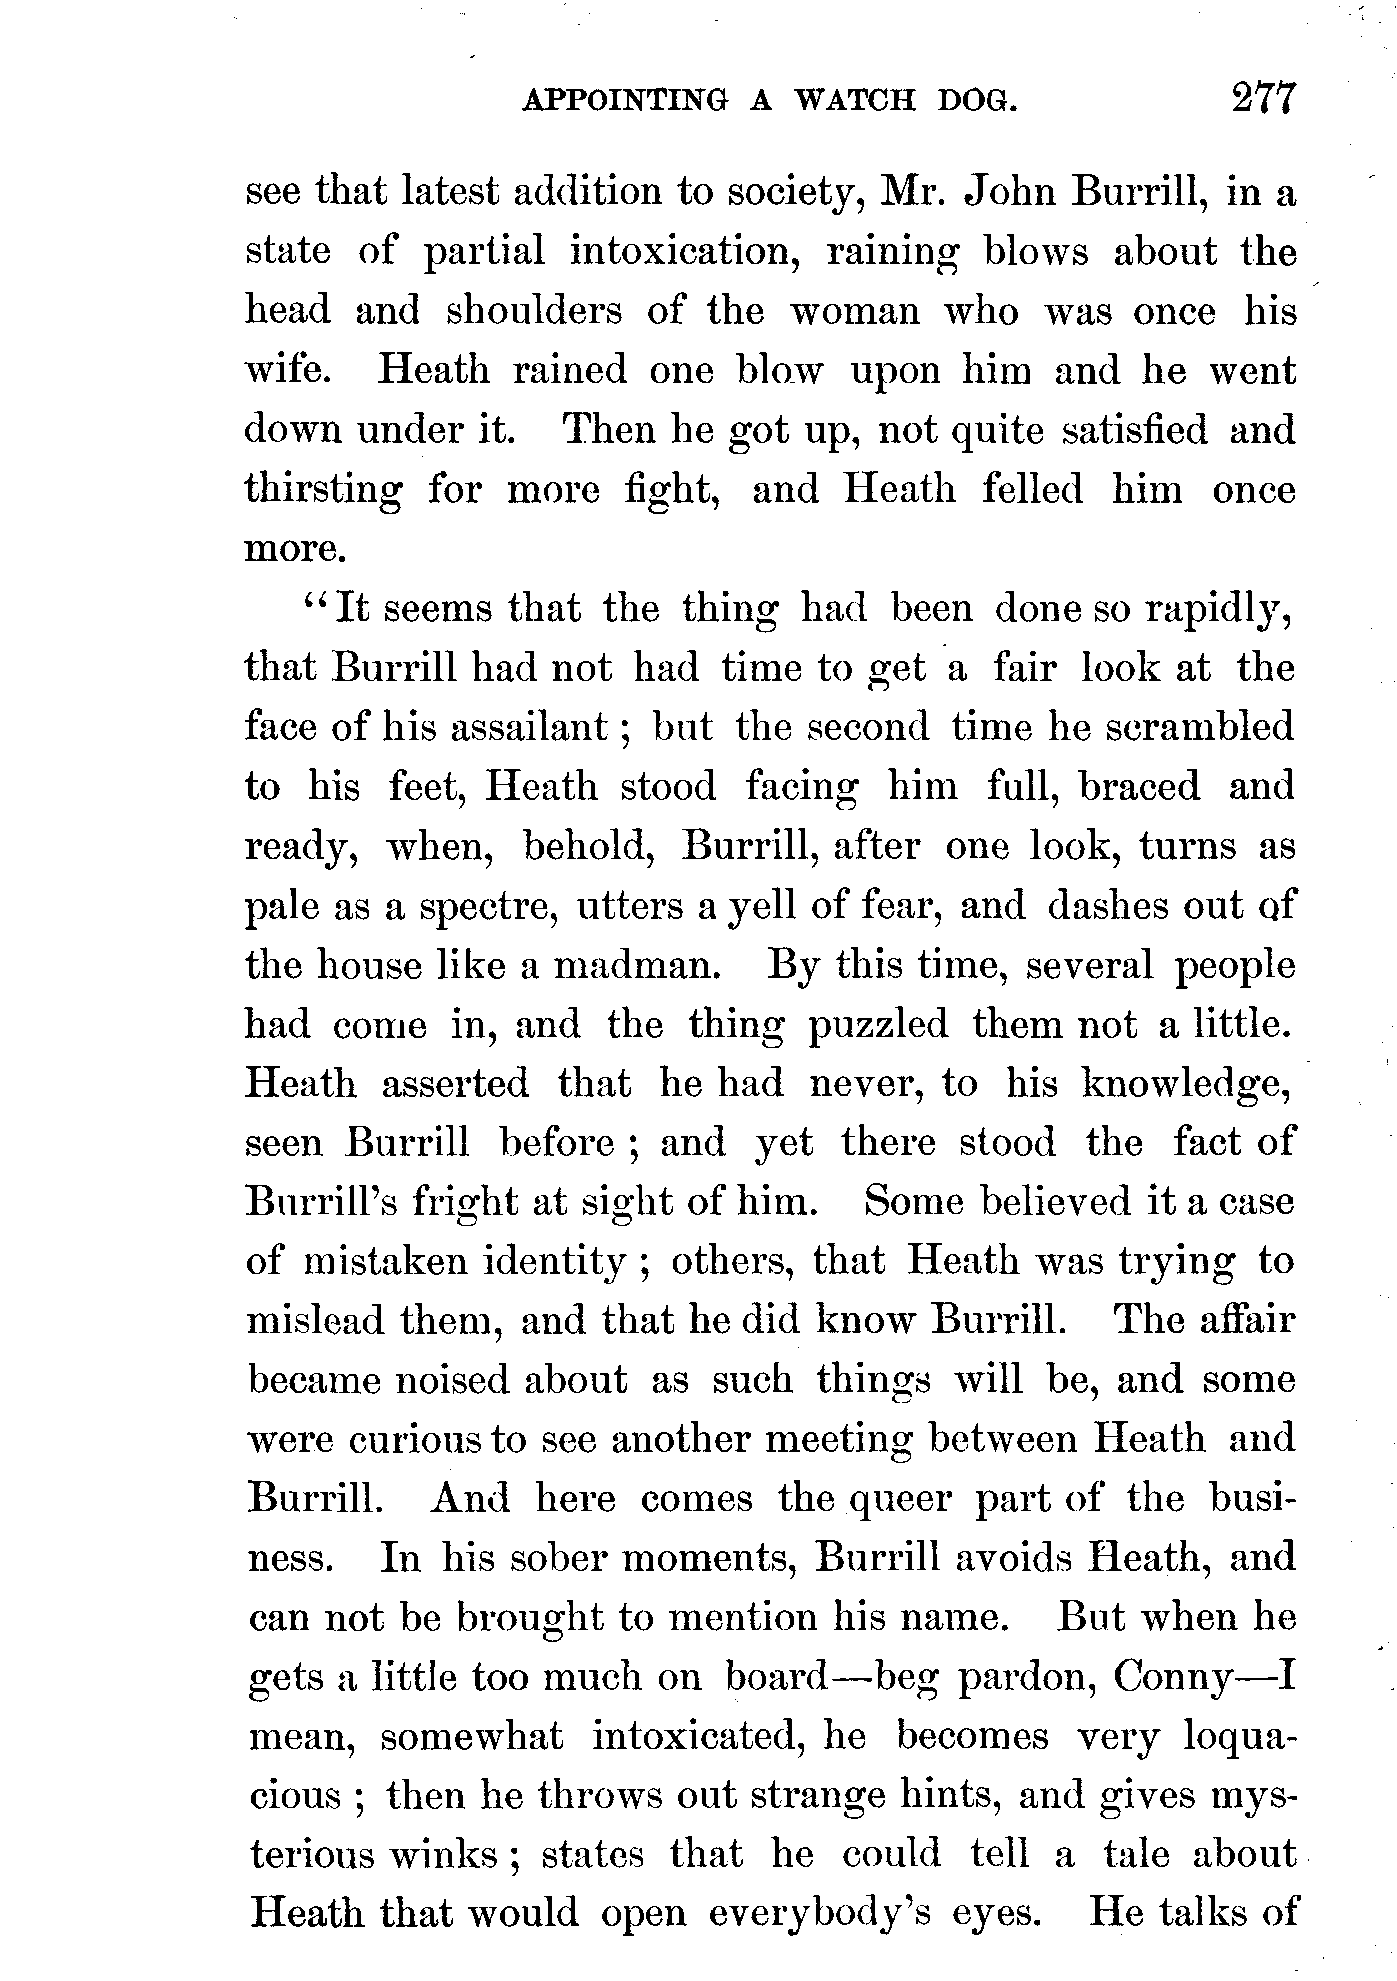 APPOINTING A WATCH DOG. 277
see that latest addition to society, Mr. John Burrill, in a
state of partial intoxication, raining blows about the
head and shoulders of the woman who was once his
wife. Heath rained one blow upon him and he went
down under it. Then he got up, not quite satisfied and
thirsting for more fight, and Heath felled him once
more.
“It seems that the thing had been done so rapidly,
that Burrill had not had time to get a fair look at the
face of his assailant ; but the second time he scrambled
to his feet, Heath stood facing him full, braced and
ready, when, behold, Burrill, after one look, turns as
pale as a spectre, utters a yell of fear, and dashes out of
the house like a madman. By this time, several people
had come in, and the thing puzzled them not a little.
Heath asserted that he had never, to his knowledge,
seen Burrill before ; and yet there stood the fact of
Burrill’s fright at sight of him. Some believed it a case
of mistaken identity ; others, that Heath was trying to
mislead them, and that he did know Burrill. The affair
became noised about as such things will be, and some
were curious to see another meeting between Heath and
Burrill. And here comes the queer part of the busi-
ness. In his sober moments, Burrill avoids Heath, and
can not be brought to mention his name. But when he
gets a little too much on board—beg pardon, Conny—I
mean, somewhat intoxicated, he becomes very loqua-
cious ; then he throws out strange hints, and gives mys-
terious winks ; states that he could tell a tale about
Heath that would open everybody’s eyes. He talks of